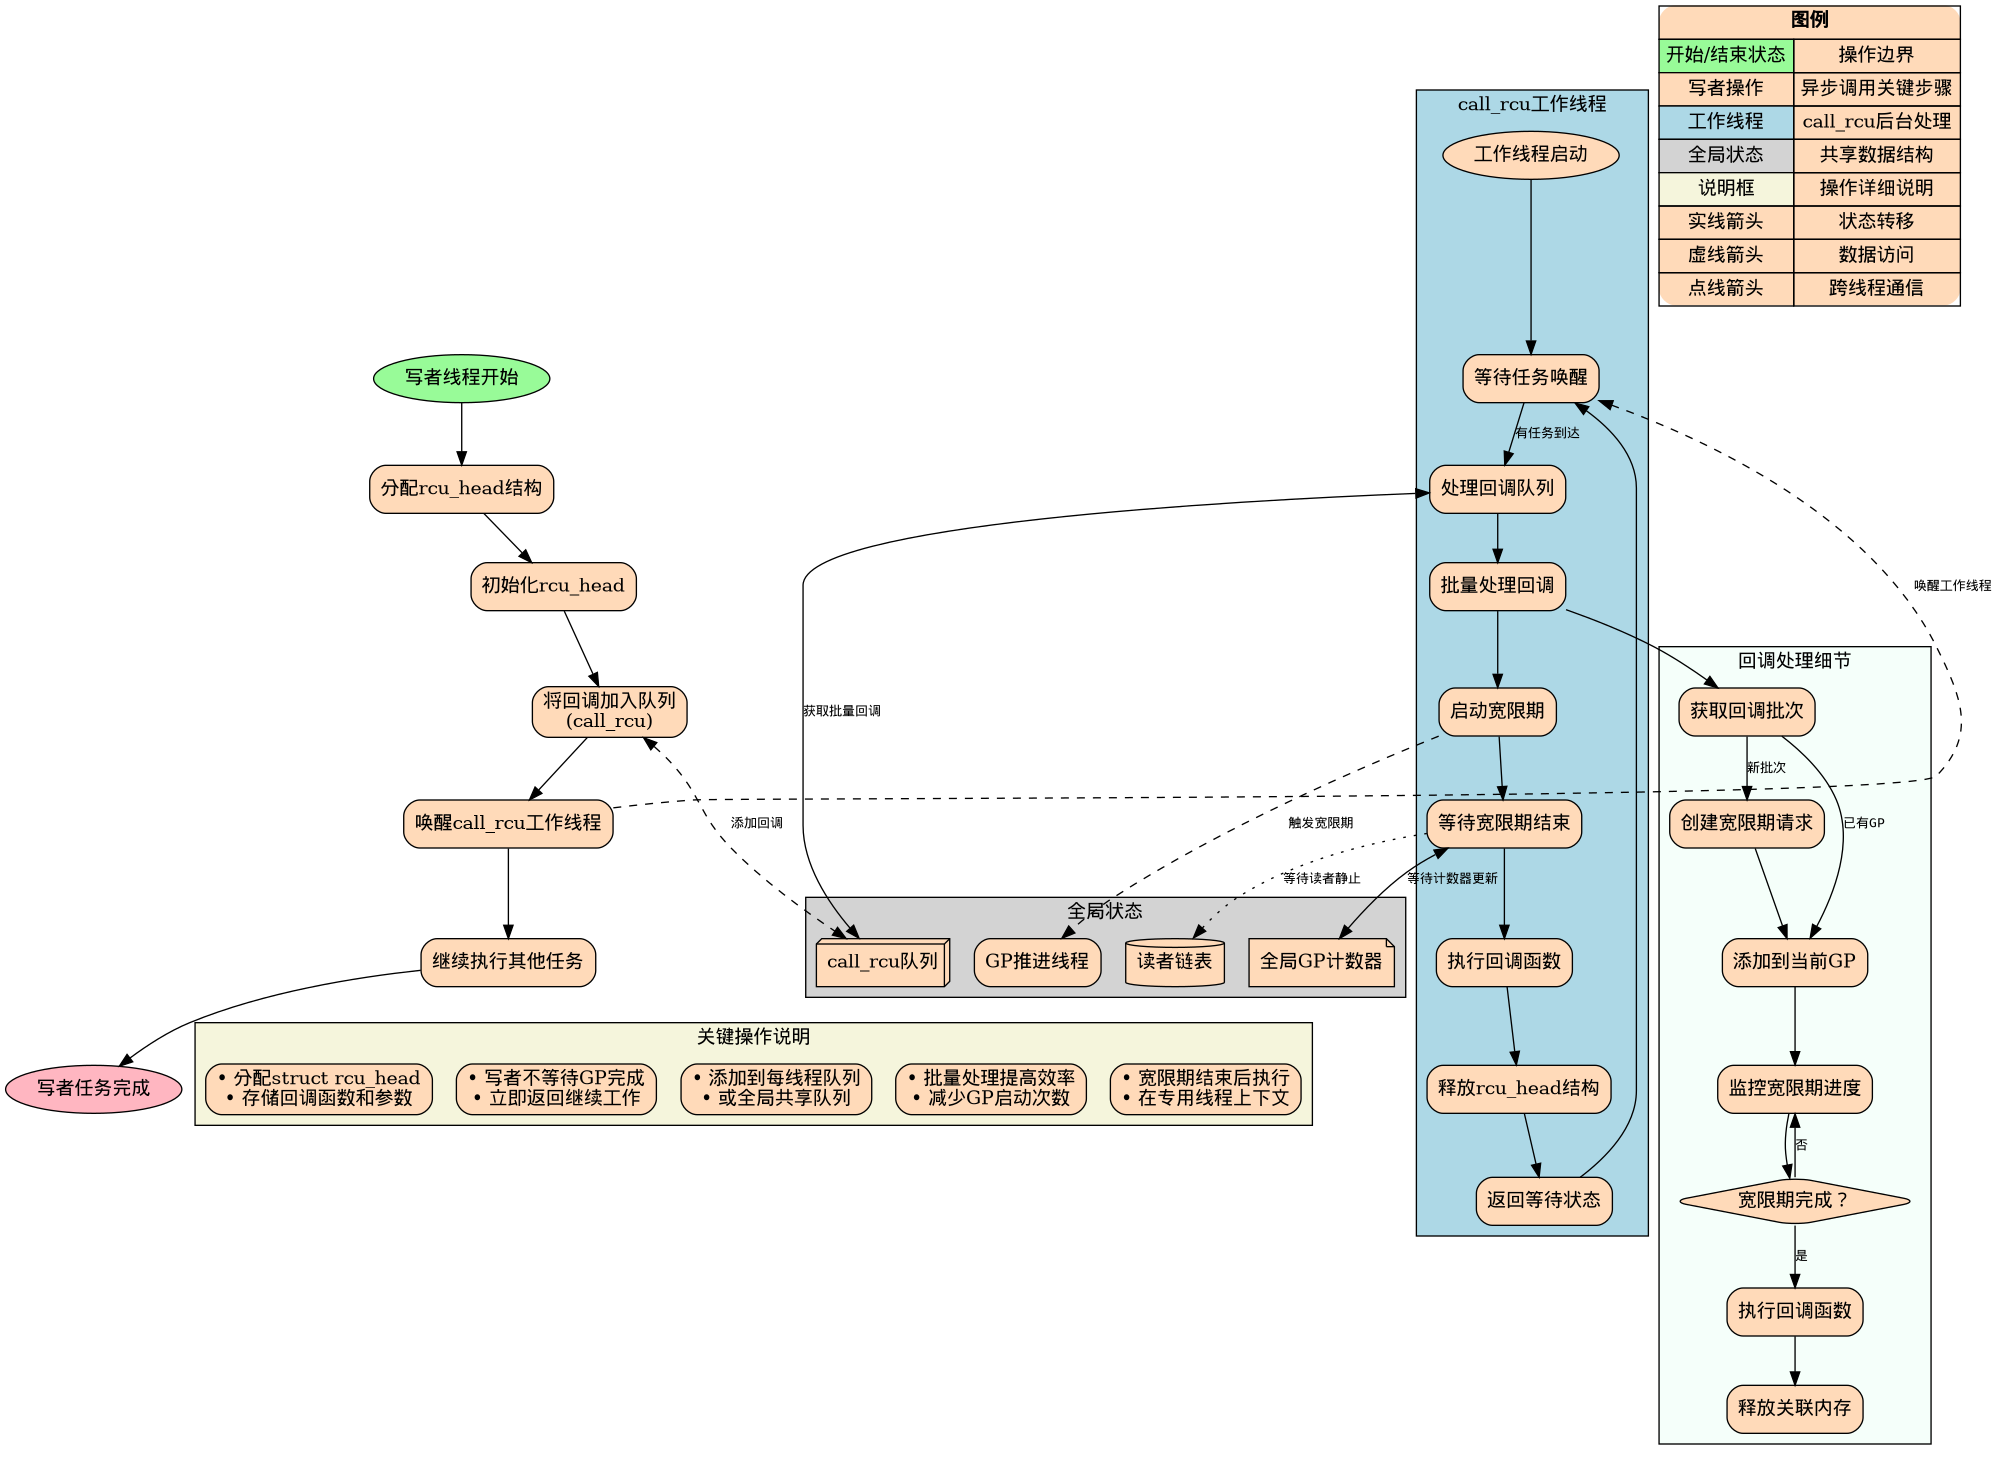 图例
开始/结束状态 操作边界
写者操作 异步调用关键步骤
工作线程 call_rcu后台处理
全局状态 共享数据结构
说明框 操作详细说明
实线箭头 状态转移
虚线箭头 数据访问
点线箭头 跨线程通信
call_rcu工作线程
工作线程启动
等待任务唤醒
有任务到达
处理回调队列
批量处理回调
启动宽限期
等待宽限期结束
执行回调函数
释放rcu_head结构
返回等待状态
写者线程开始
分配rcu_head结构
初始化rcu_head
将回调加入队列
(call_rcu)
唤醒call_rcu工作线程
继续执行其他任务
写者任务完成
获取批量回调
添加回调
触发宽限期
等待读者静止
等待计数器更新
唤醒工作线程
全局状态
call_rcu队列
GP推进线程
读者链表
全局GP计数器
关键操作说明
• 分配struct rcu_head
• 存储回调函数和参数
• 写者不等待GP完成
• 立即返回继续工作
• 添加到每线程队列
• 或全局共享队列
• 批量处理提高效率
• 减少GP启动次数
• 宽限期结束后执行
• 在专用线程上下文
回调处理细节
获取回调批次
新批次
已有GP
创建宽限期请求
添加到当前GP
监控宽限期进度
否
宽限期完成？
是
执行回调函数
释放关联内存